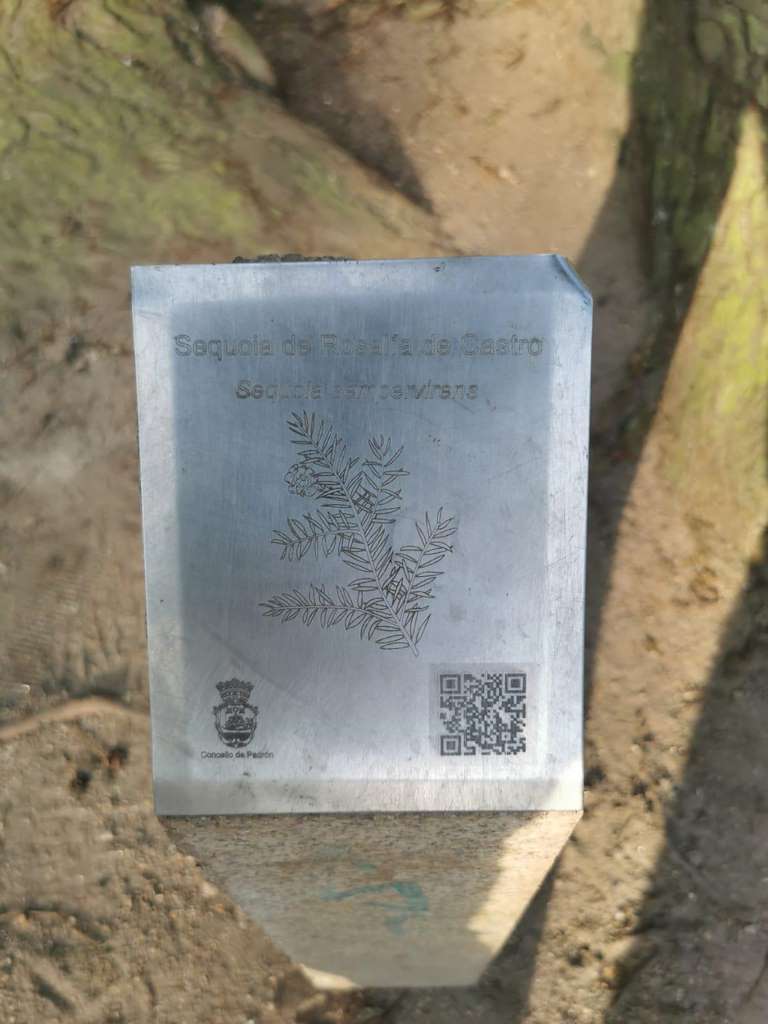 Sequoia de Rosalía de Castro
Sequoia sempervirens
Concello de Padrón